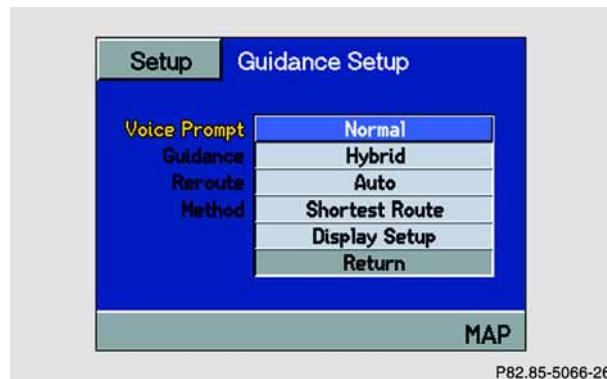 Setup Guidance Setup
Voice Prompt Normal
Guidance Hybrid
Reroute Auto
Method Shortest Route
Display Setup
Return
MAP
P82.85-5066-26